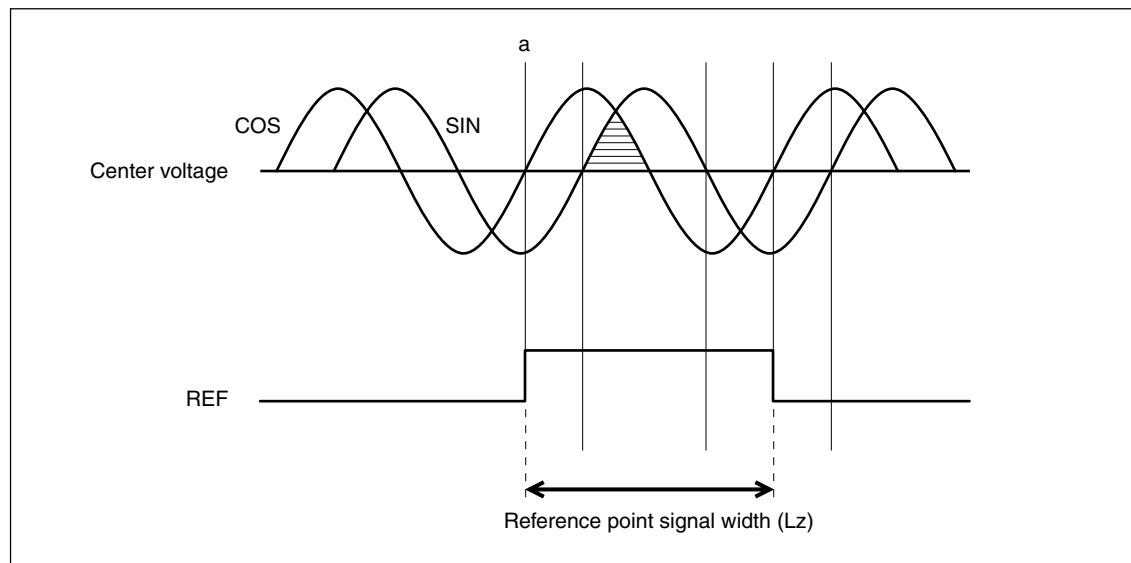 a
COS
SIN
Center voltage
REF
Reference point signal width (Lz)